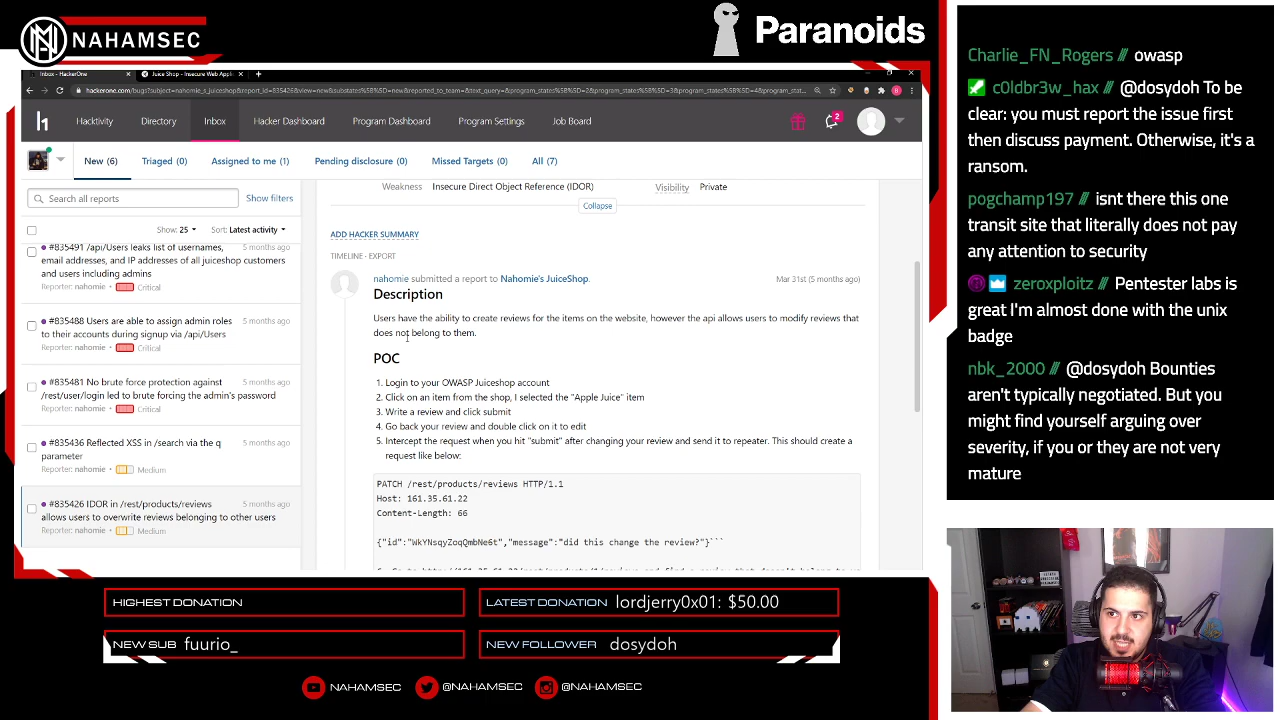 NAHAMSEC
Paranoids
Inbox - HackerOne
Juice Shop - Insecure Web Appl
h1
Hacktivity
Directory
Inbox
Hacker Dashboard
Program Dashboard
Program Settings
Job Board
2
New (6)
Triaged (0)
Assigned to me (1)
Pending disclosure (0)
Missed Targets (0)
All (7)
Search all reports
Show filters
Show: 25
Sort: Latest activity
#835491 /api/Users leaks list of usernames,
email addresses, and IP addresses of all juiceshop customers
and users including admins
5 months ago
Reporter: nahomie
Critical
#835488 Users are able to assign admin roles
to their accounts during signup via /api/Users
5 months ago
Reporter: nahomie
Critical
#835481 No brute force protection against
/rest/user/login led to brute forcing the admin's password
5 months ago
Reporter: nahomie
Critical
#835436 Reflected XSS in /search via the q
parameter
5 months ago
Reporter: nahomie
Medium
#835426 IDOR in /rest/products/reviews
allows users to overwrite reviews belonging to other users
5 months ago
Reporter: nahomie
Medium
Weakness Insecure Direct Object Reference (IDOR)
Visibility Private
Collapse
ADD HACKER SUMMARY
TIMELINE · EXPORT
nahomie submitted a report to Nahomie's JuiceShop.
Mar 31st (5 months ago)
Description
Users have the ability to create reviews for the items on the website, however the api allows users to modify reviews that
does not belong to them.
POC
1. Login to your OWASP Juiceshop account
2. Click on an item from the shop, I selected the "Apple Juice" item
3. Write a review and click submit
4. Go back your review and double click on it to edit
5. Intercept the request when you hit "submit" after changing your review and send it to repeater. This should create a
request like below:
PATCH /rest/products/reviews HTTP/1.1
Host: 161.35.61.22
Content-Length: 66
{"id":"WkYNsqyZoqQmbNe6t","message":"did this change the review?"}```
Charlie_FN_Rogers /// owasp
c0ldbr3w_hax /// @dosydoh To be
clear: you must report the issue first
then discuss payment. Otherwise, it's a
ransom.
pogchamp197 /// isnt there this one
transit site that literally does not pay
any attention to security
zeroxploitz /// Pentester labs is
great I'm almost done with the unix
badge
nbk_2000 /// @dosydoh Bounties
aren't typically negotiated. But you
might find yourself arguing over
severity, if you or they are not very
mature
HIGHEST DONATION
LATEST DONATION lordjerry0x01: $50.00
NEW SUB fuurio_
NEW FOLLOWER dosydoh
NAHAMSEC
@NAHAMSEC
@NAHAMSEC